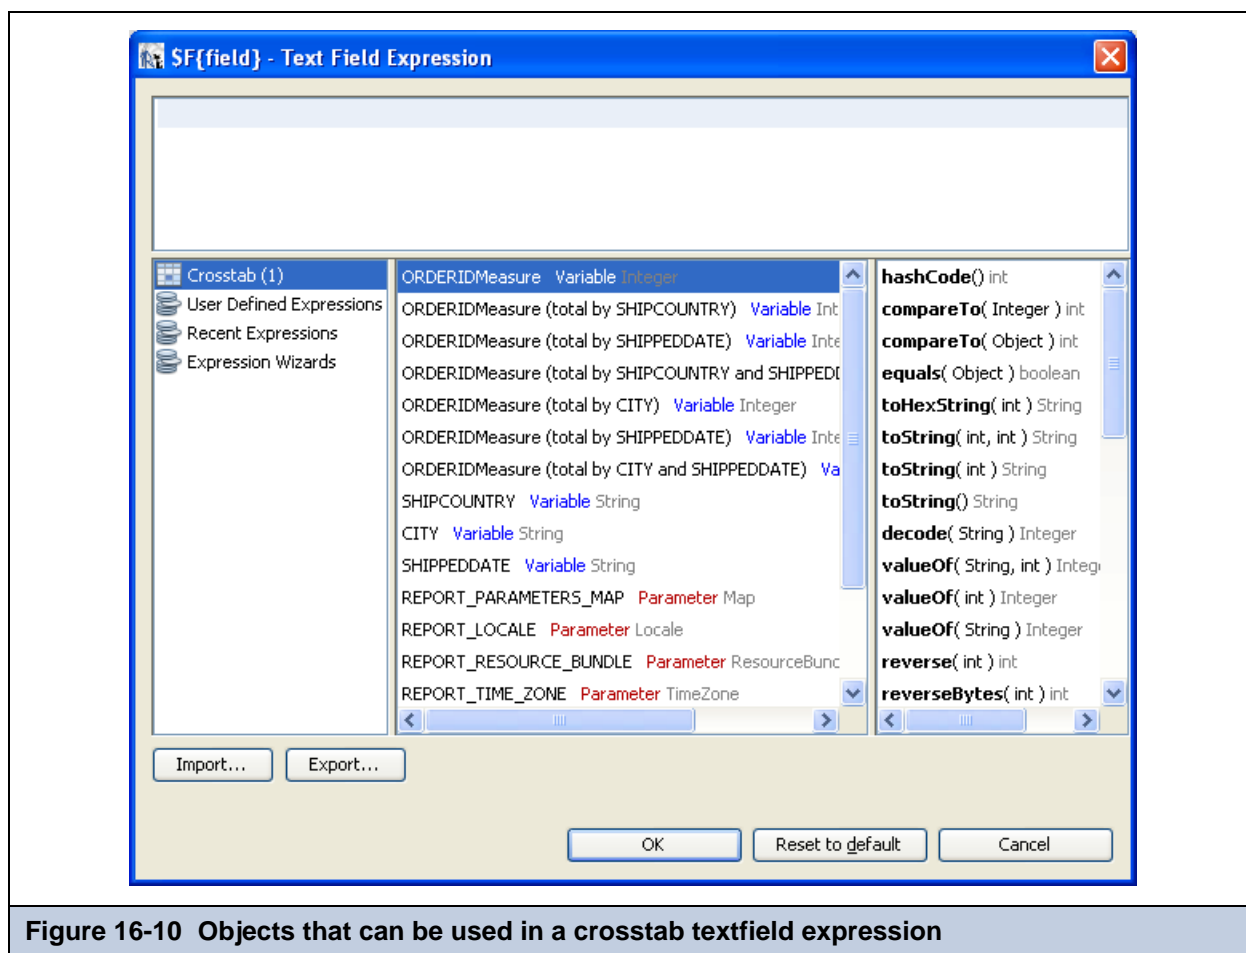 $F{field} - Text Field Expression
Crosstab (1)
User Defined Expressions
Recent Expressions
Expression Wizards
ORDERIDMeasure Variable Integer
ORDERIDMeasure (total by SHIPCOUNTRY) Variable Int
ORDERIDMeasure (total by SHIPPEDDATE) Variable Inte
ORDERIDMeasure (total by SHIPCOUNTRY and SHIPPED
ORDERIDMeasure (total by CITY) Variable Integer
ORDERIDMeasure (total by SHIPPEDDATE) Variable Inte
ORDERIDMeasure (total by CITY and SHIPPEDDATE) Va
SHIPCOUNTRY Variable String
CITY Variable String
SHIPPEDDATE Variable String
REPORT_PARAMETERS_MAP Parameter Map
REPORT_LOCALE Parameter Locale
REPORT_RESOURCE_BUNDLE Parameter ResourceBunc
REPORT_TIME_ZONE Parameter TimeZone
hashCode() int
compareTo( Integer ) int
compareTo( Object ) int
equals( Object ) boolean
toHexString( int ) String
toString( int, int ) String
toString( int ) String
toString() String
decode( String ) Integer
valueOf( String, int ) Integ
valueOf( int ) Integer
valueOf( String ) Integer
reverse( int ) int
reverseBytes( int ) int
Import...
Export...
OK
Reset to default
Cancel
Figure 16-10 Objects that can be used in a crosstab textfield expression